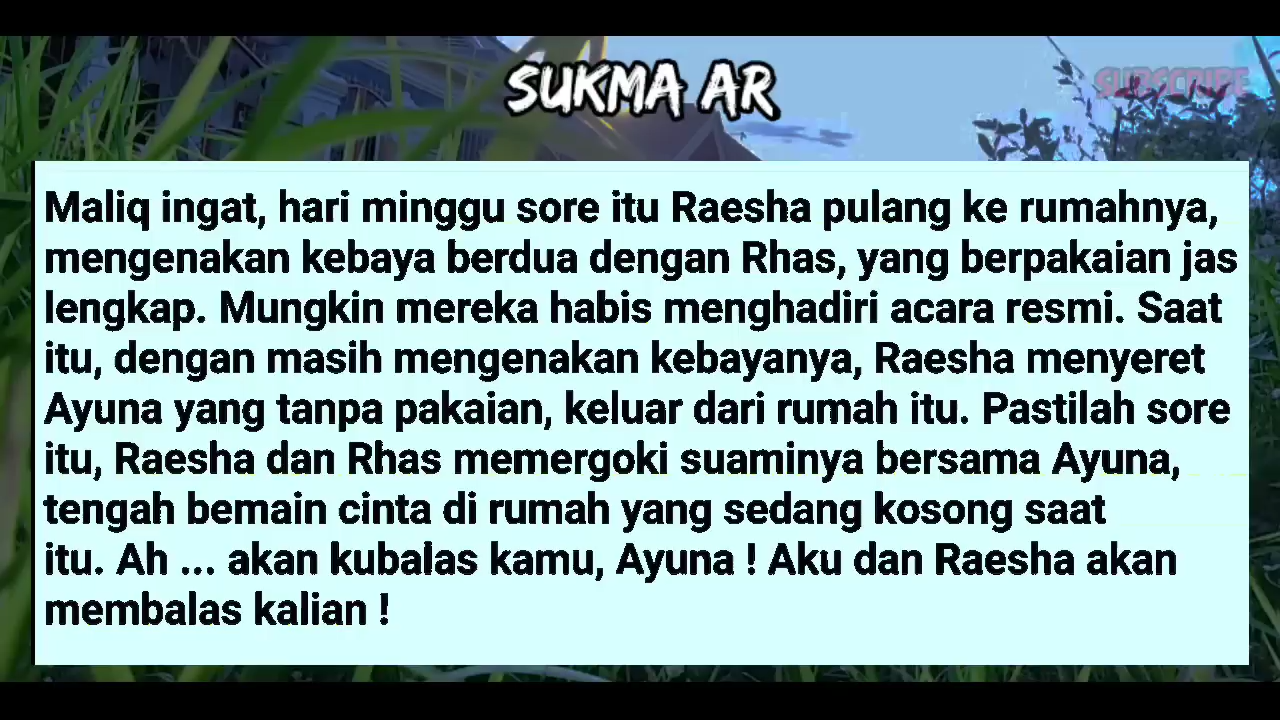 SUKMA AR
SUBSCRIBE
Maliq ingat, hari minggu sore itu Raesha pulang ke rumahnya,
mengenakan kebaya berdua dengan Rhas, yang berpakaian jas
lengkap. Mungkin mereka habis menghadiri acara resmi. Saat
itu, dengan masih mengenakan kebayanya, Raesha menyeret
Ayuna yang tanpa pakaian, keluar dari rumah itu. Pastilah sore
itu, Raesha dan Rhas memergoki suaminya bersama Ayuna,
tengah bemain cinta di rumah yang sedang kosong saat
itu. Ah ... akan kubalas kamu, Ayuna ! Aku dan Raesha akan
membalas kalian !